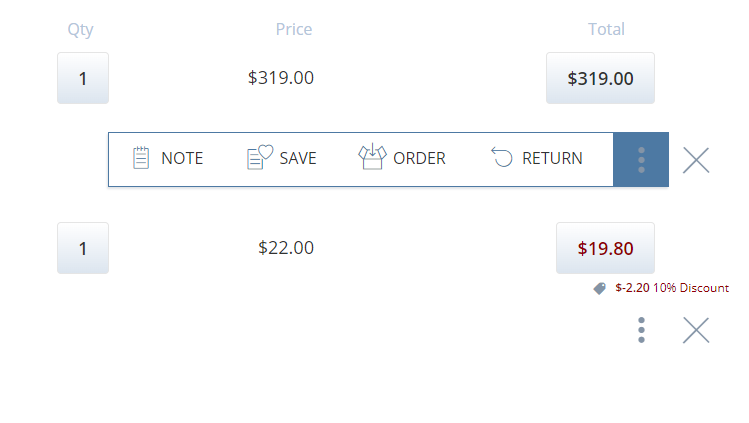 Qty Price Total
1 $319.00 $319.00
NOTE SAVE ORDER RETURN
1 $22.00 $19.80
$-2.20 10% Discount